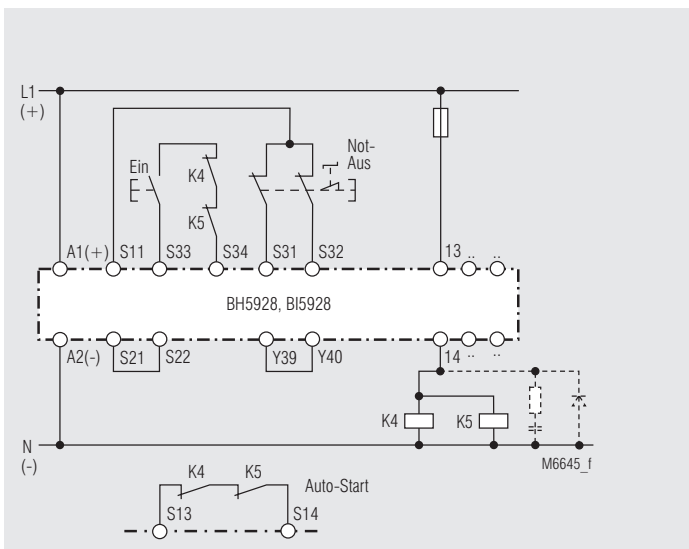 L1
(+)
Ein
K4
K5
Not-
Aus
A1(+) S11 S33 S34 S31 S32 13 .. ..
BH5928, BI5928
A2(-) S21 S22 Y39 Y40 14 .. ..
K4 K5
N
(-)
M6645_f
K4 K5
Auto-Start
S13 S14